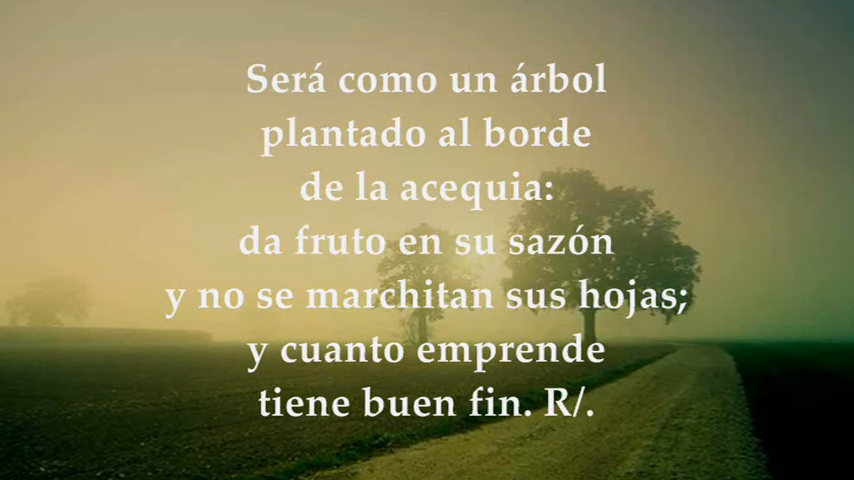 Será como un árbol
plantado al borde
de la acequia:
da fruto en su sazón
y no se marchitan sus hojas;
y cuanto emprende
tiene buen fin. R/.